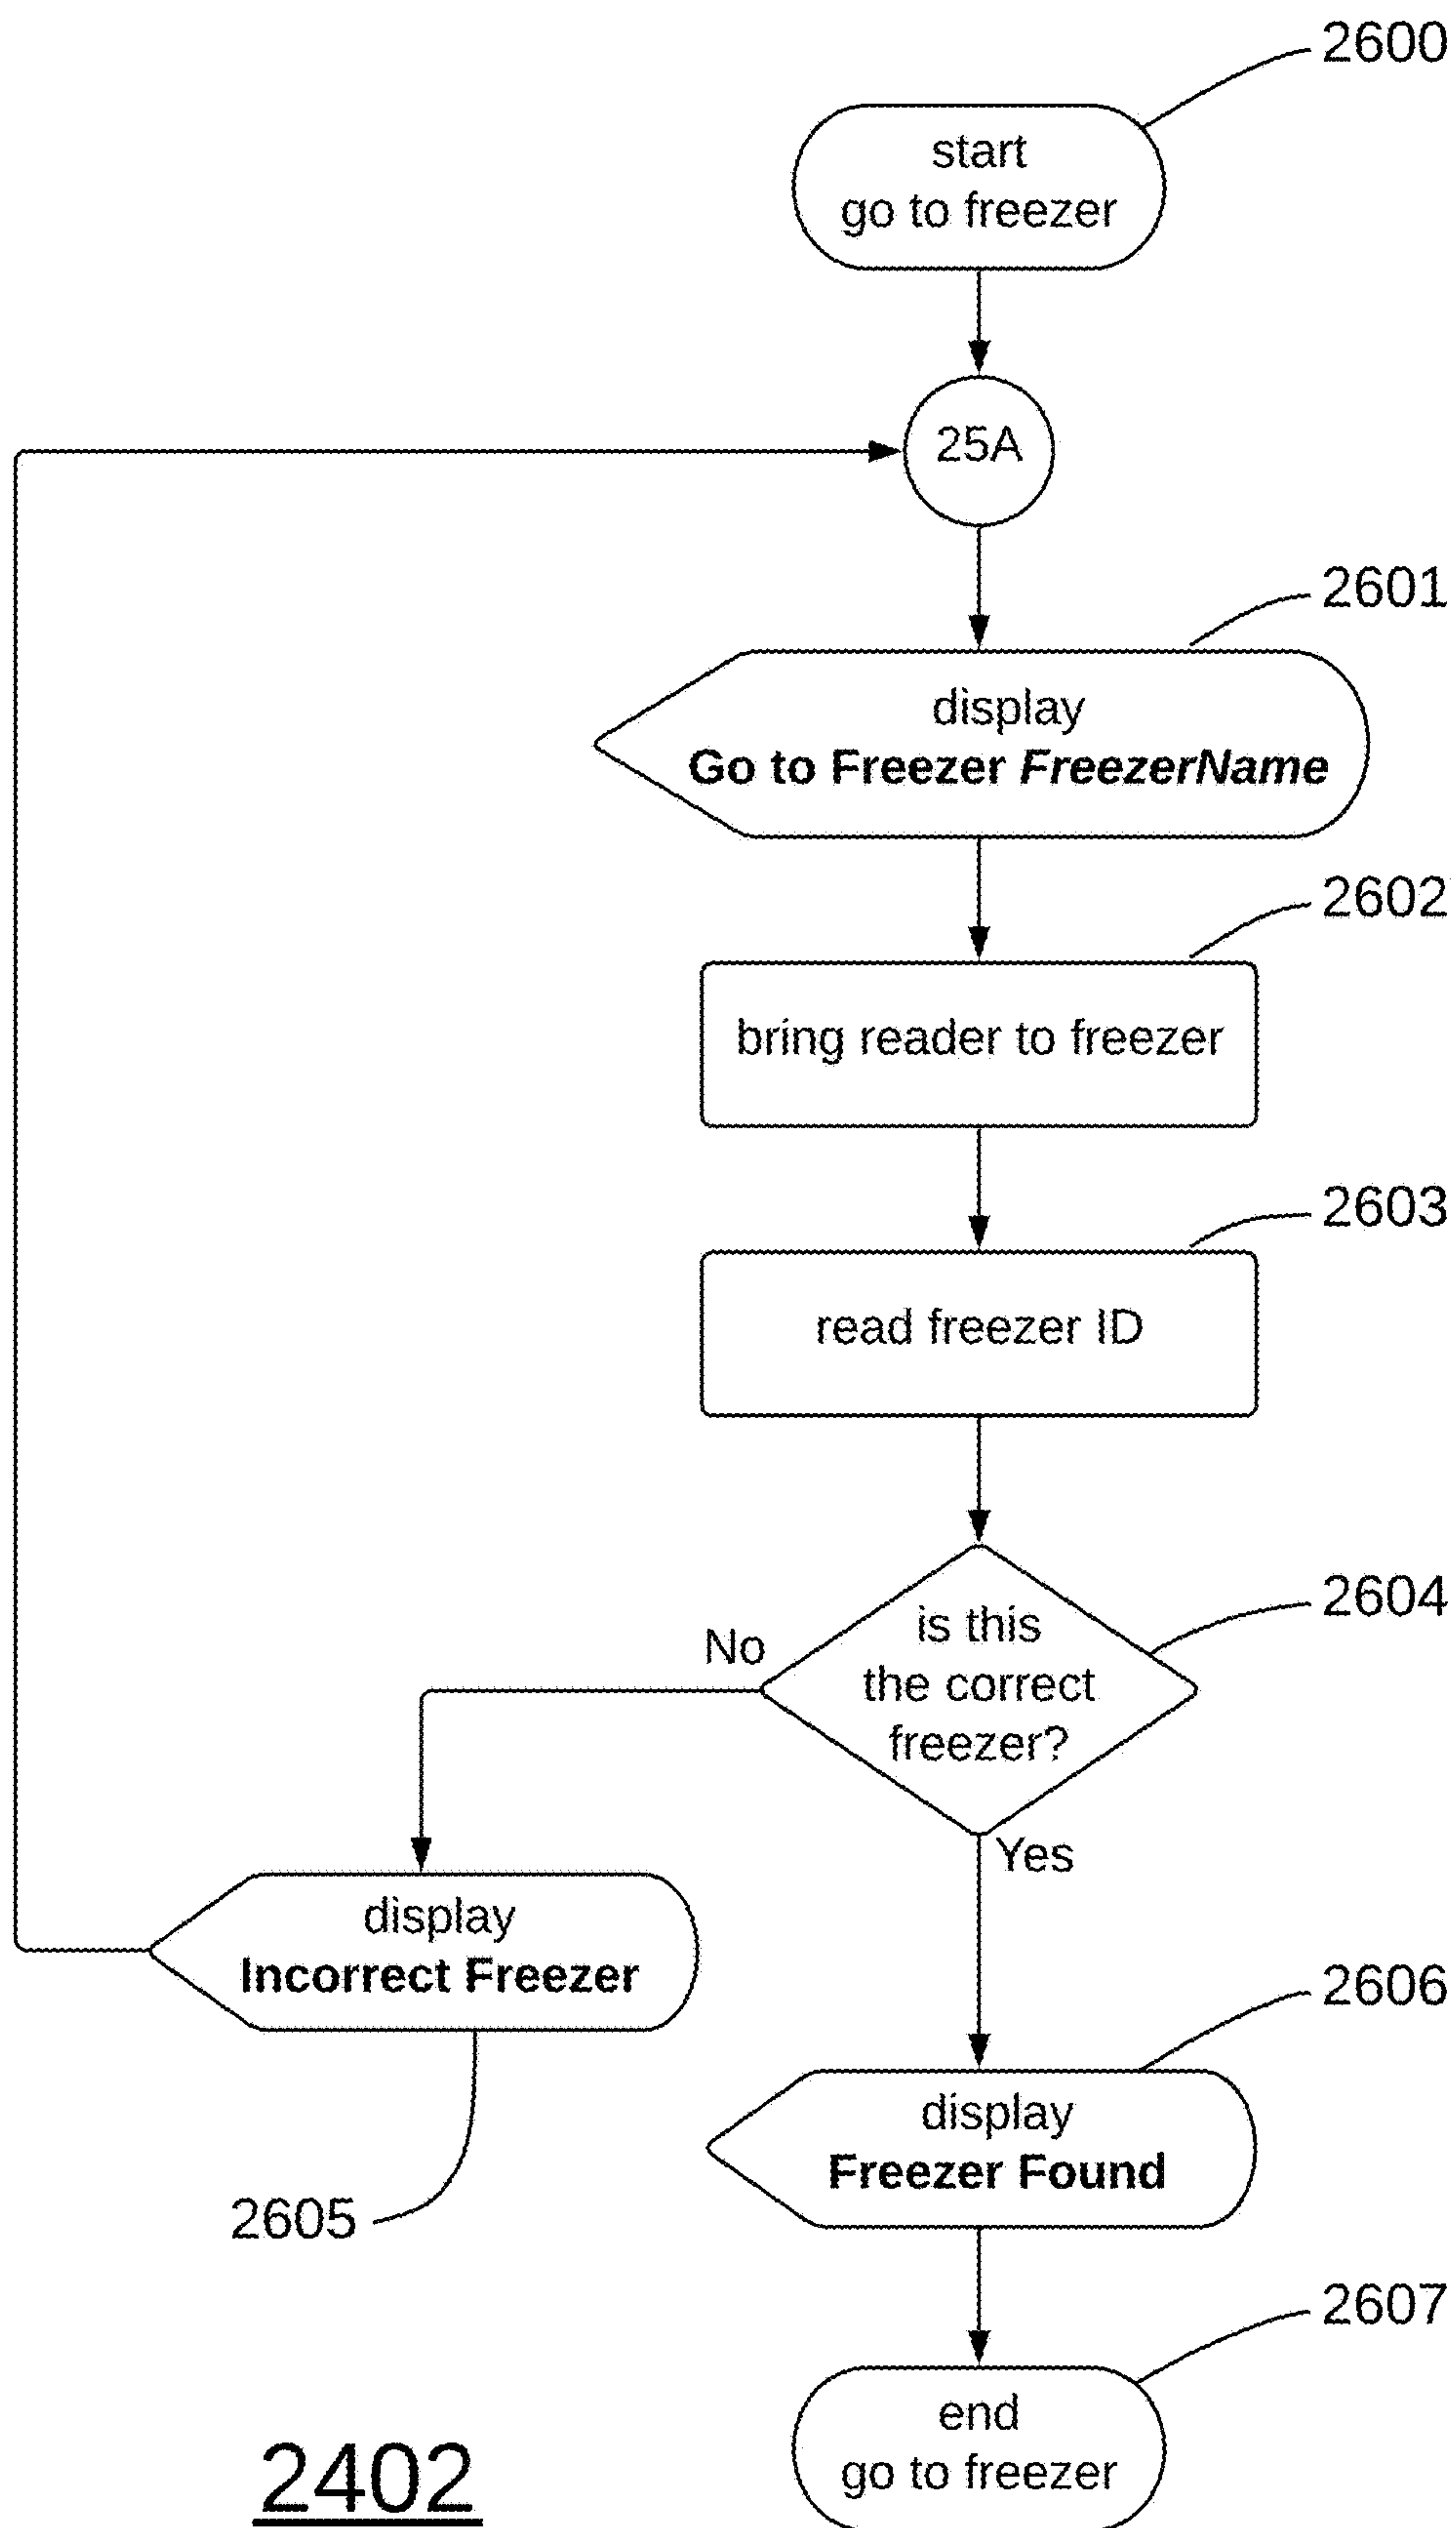 2600
start
go to freezer
25A
2601
display
Go to Freezer FreezerName
2602
bring reader to freezer
2603
read freezer ID
2604
is this
the correct
freezer?
No
Yes
display
Incorrect Freezer
2605
2606
display
Freezer Found
2607
end
go to freezer
2402